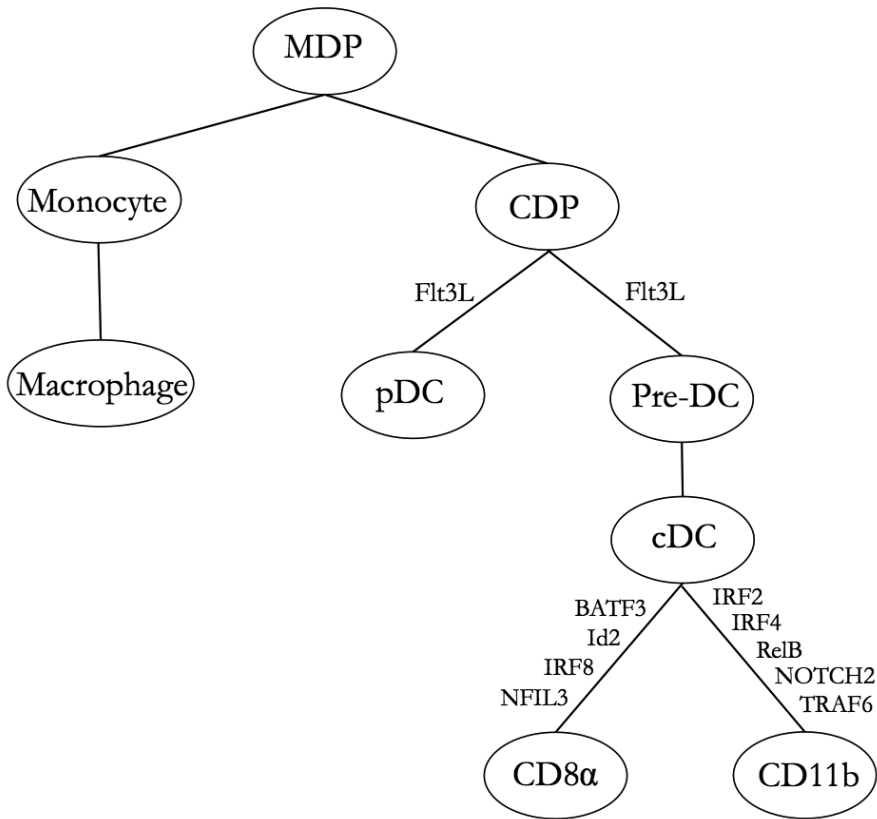 MDP
Monocyte
CDP
Flt3L
Flt3L
Macrophage
pDC
Pre-DC
cDC
BATF3
Id2
IRF8
NFIL3
IRF2
IRF4
RelB
NOTCH2
TRAF6
CD8α
CD11b